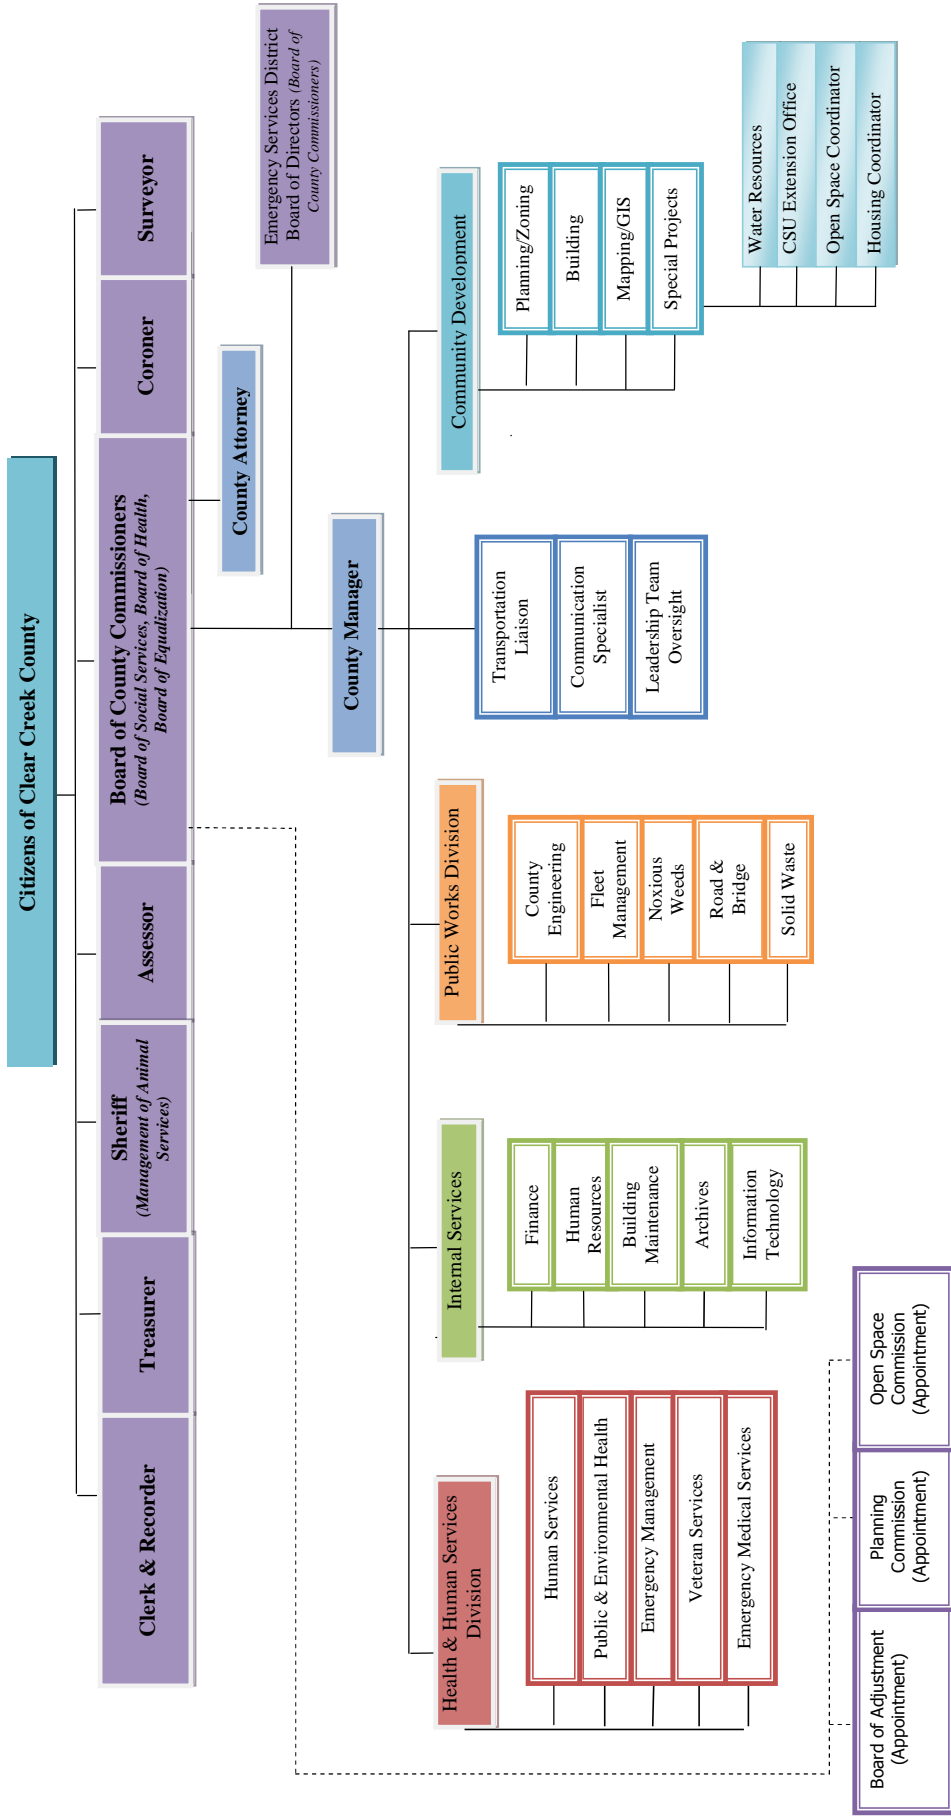 Citizens of Clear Creek County
Clerk & Recorder
Treasurer
Sheriff
(Management of Animal
Services)
Assessor
Board of County Commissioners
(Board of Social Services, Board of Health,
Board of Equalization)
Coroner
Surveyor
County Attorney
Emergency Services District
Board of Directors (Board of
County Commissioners)
County Manager
Health & Human Services
Division
Human Services
Public & Environmental Health
Emergency Management
Veteran Services
Emergency Medical Services
Internal Services
Finance
Human
Resources
Building
Maintenance
Archives
Information
Technology
Public Works Division
County
Engineering
Fleet
Management
Noxious
Weeds
Road &
Bridge
Solid Waste
Transportation
Liaison
Communication
Specialist
Leadership Team
Oversight
Community Development
Planning/Zoning
Building
Mapping/GIS
Special Projects
Water Resources
CSU Extension Office
Open Space Coordinator
Housing Coordinator
Board of Adjustment
(Appointment)
Planning
Commission
(Appointment)
Open Space
Commission
(Appointment)